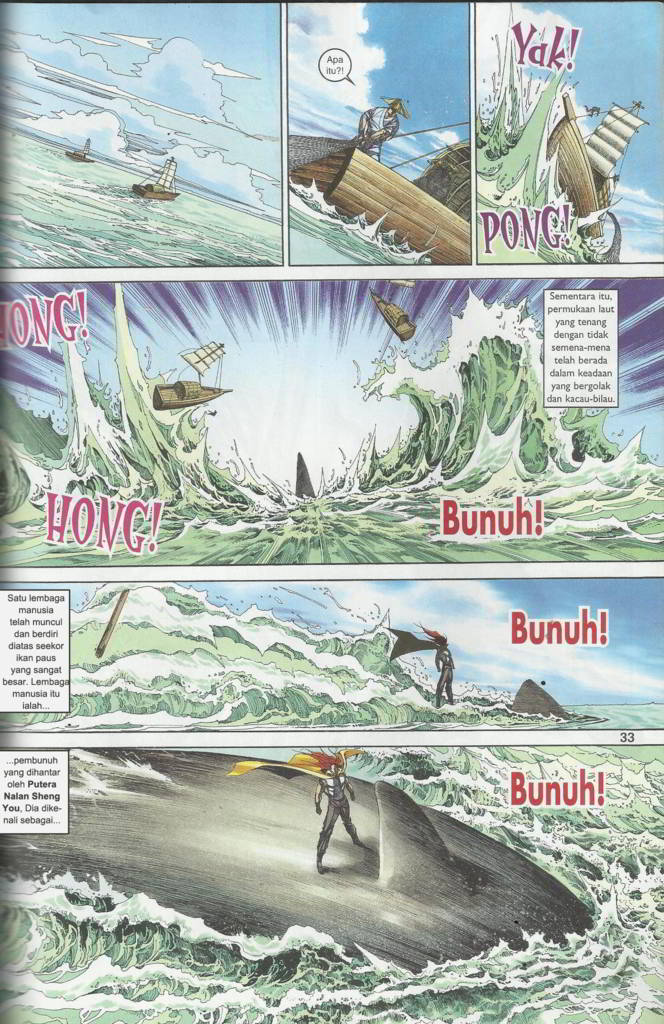 Apa
itu?!
Yak!
PONG!
HONG!
Sementara itu,
permukaan laut
yang tenang
dengan tidak
semena-mena
telah berada
dalam keadaan
yang bergolak
dan kacau-bilau.
HONG!
Bunuh!
Satu lembaga
manusia
telah muncul
dan berdiri
diatas seekor
ikan paus
yang sangat
besar. Lembaga
manusia itu
ialah...
Bunuh!
33
...pembunuh
yang dihantar
oleh Putera
Nalan Sheng
You, Dia dike-
nali sebagai...
Bunuh!